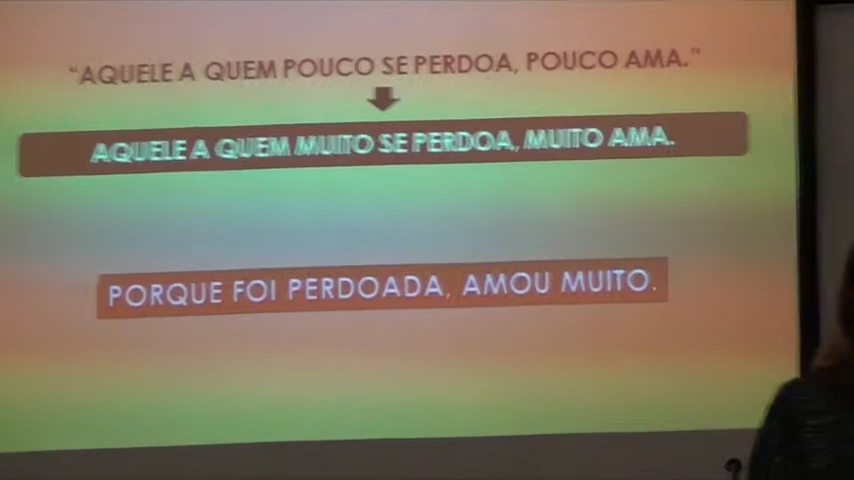 "AQUELE A QUEM POUCO SE PERDOA, POUCO AMA."
AQUELE A QUEM MUITO SE PERDOA, MUITO AMA.
PORQUE FOI PERDOADA, AMOU MUITO.